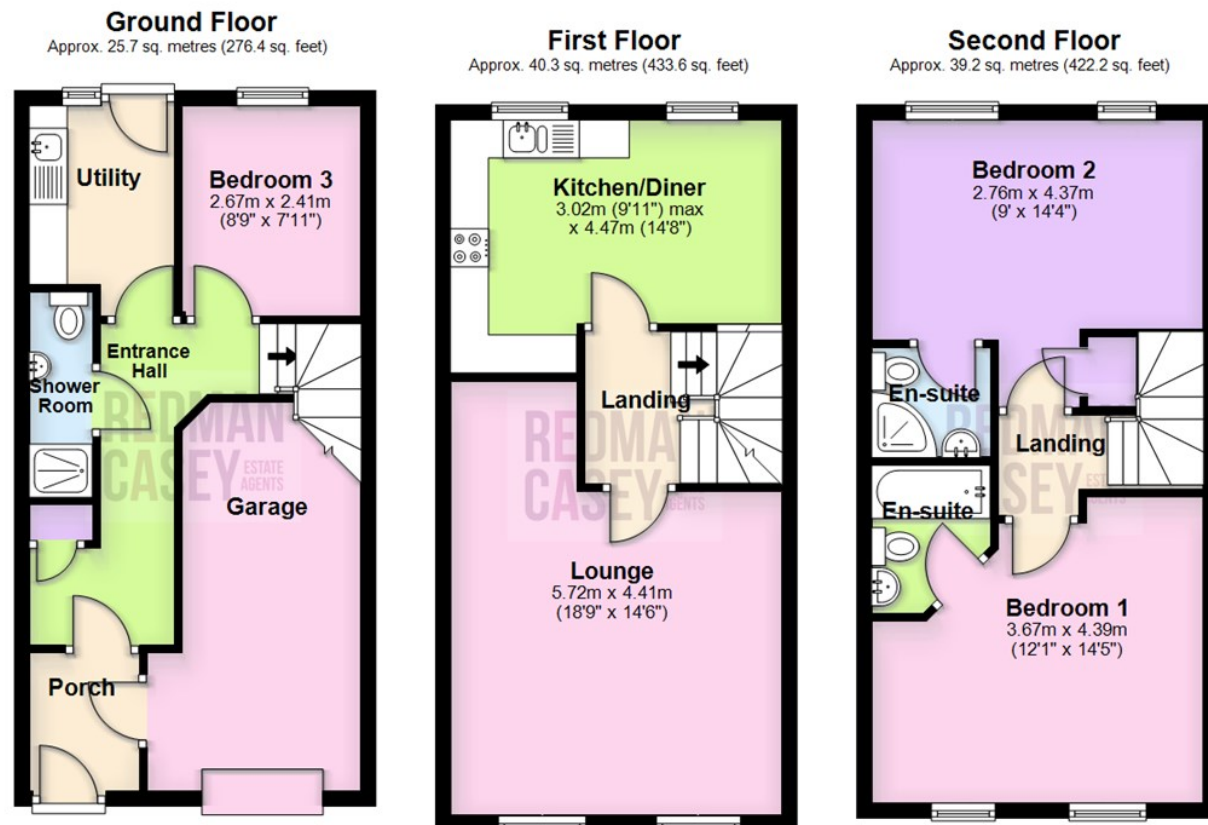 Ground Floor
Approx. 25.7 sq. metres (276.4 sq. feet)
Utility
Bedroom 3
2.67m x 2.41m
(8'9" x 7'11")
Entrance
Hall
Shower
Room
REDMAN
CASEY ESTATE
AGENTS
Garage
Porch
First Floor
Approx. 40.3 sq. metres (433.6 sq. feet)
Kitchen/Diner
3.02m (9'11") max
x 4.47m (14'8")
Landing
REDMA
CASEY
AGENTS
Lounge
5.72m x 4.41m
(18'9" x 14'6")
Second Floor
Approx. 39.2 sq. metres (422.2 sq. feet)
Bedroom 2
2.76m x 4.37m
(9' x 14'4")
En-suite
Landing
En-suite
Bedroom 1
3.67m x 4.39m
(12'1" x 14'5")